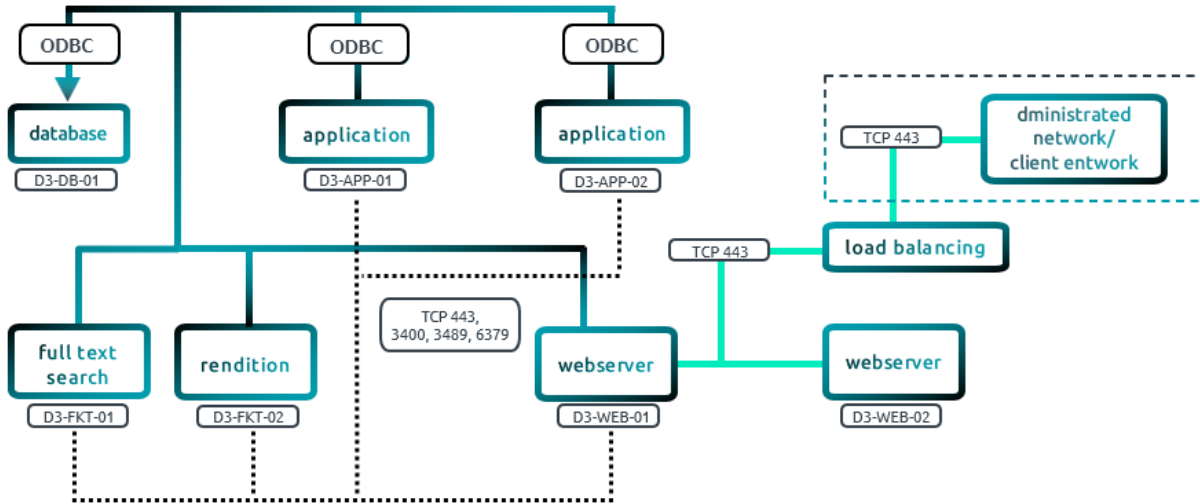 ODBC
ODBC
ODBC
database
application
application
D3-DB-01
D3-APP-01
D3-APP-02
TCP 443
dministrated
network/
client entwork
TCP 443
load balancing
TCP 443,
3400, 3489, 6379
full text
search
rendition
webserver
webserver
D3-FKT-01
D3-FKT-02
D3-WEB-01
D3-WEB-02